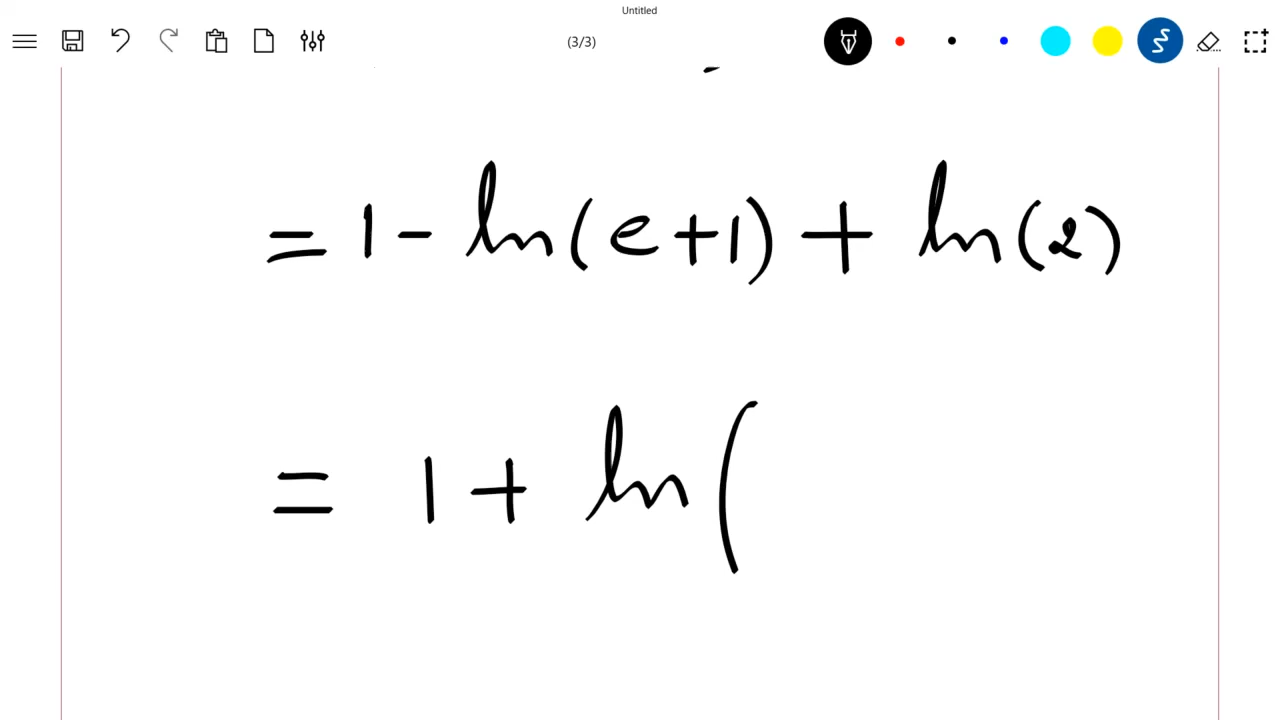 Untitled
(3/3)
= 1 - ln(e+1) + ln(2)
= 1 + ln(